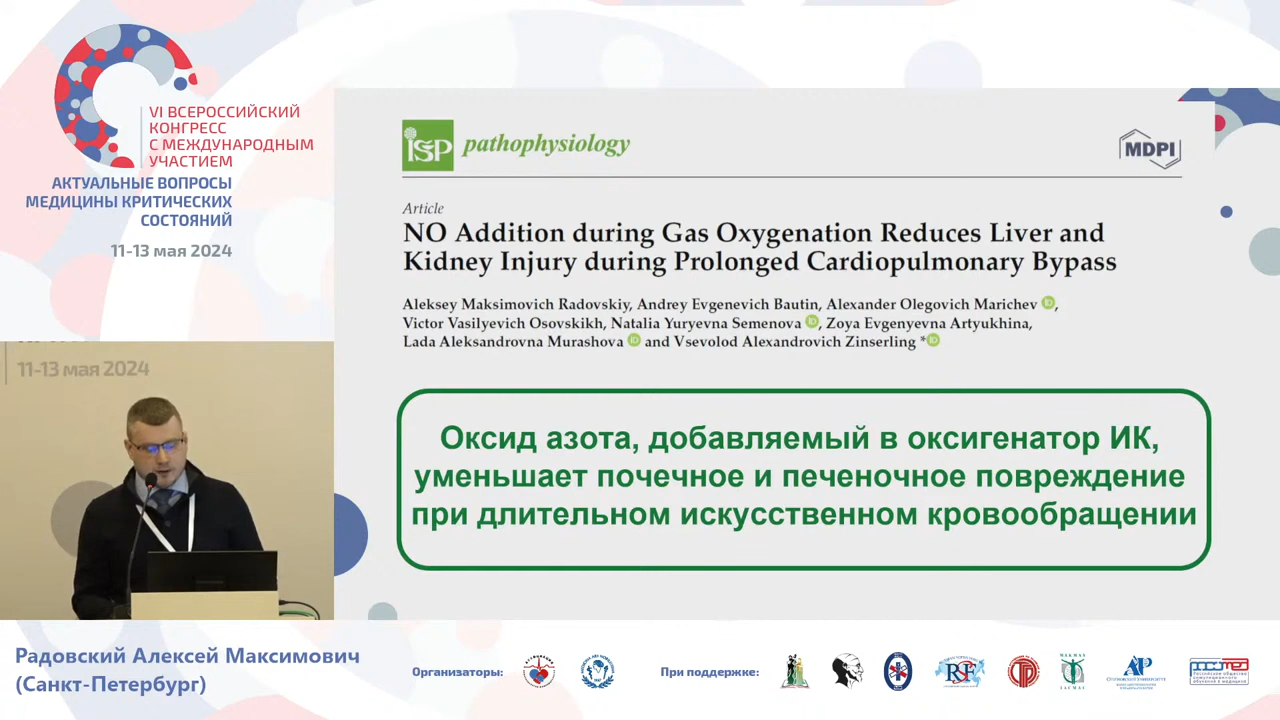 VI ВСЕРОССИЙСКИЙ
КОНГРЕСС
С МЕЖДУНАРОДНЫМ
УЧАСТИЕМ
АКТУАЛЬНЫЕ ВОПРОСЫ
МЕДИЦИНЫ КРИТИЧЕСКИХ
СОСТОЯНИЙ
11-13 мая 2024
ISP pathophysiology
MDPI
Article
NO Addition during Gas Oxygenation Reduces Liver and
Kidney Injury during Prolonged Cardiopulmonary Bypass
Aleksey Maksimovich Radovskiy, Andrey Evgenevich Bautin, Alexander Olegovich Marichev,
Victor Vasilyevich Osovskikh, Natalia Yuryevna Semenova, Zoya Evgenyevna Artyukhina,
Lada Aleksandrovna Murashova and Vsevolod Alexandrovich Zinserling *
Оксид азота, добавляемый в оксигенатор ИК,
уменьшает почечное и печеночное повреждение
при длительном искусственном кровообращении
11-13 мая 2024
Радовский Алексей Максимович
(Санкт-Петербург)
Организаторы:
При поддержке: